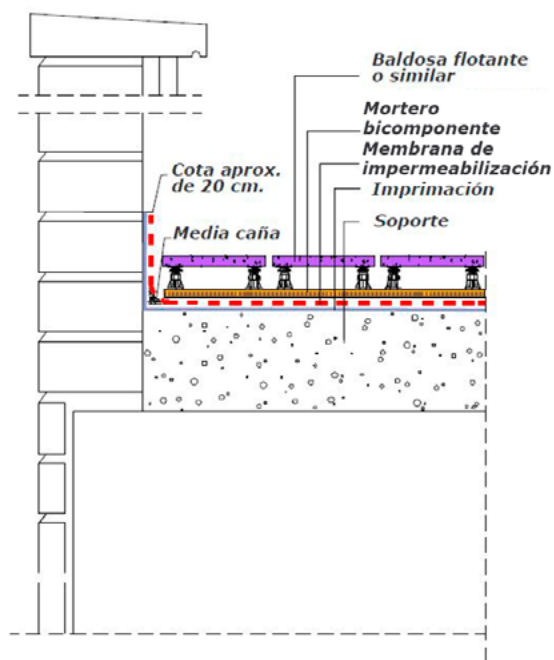 Baldosa flotante
o similar
Mortero
bicomponente
Membrana de
impermeabilización
Cota aprox.
de 20 cm.
Imprimación
Media caña
Soporte